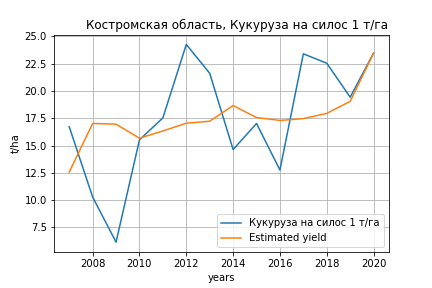 Костромская область, Кукуруза на силос 1 т/га
25.0
22.5
20.0
17.5
15.0
12.5
10.0
7.5
t/ha
Кукуруза на силос 1 т/га
Estimated yield
2008 2010 2012 2014 2016 2018 2020
years